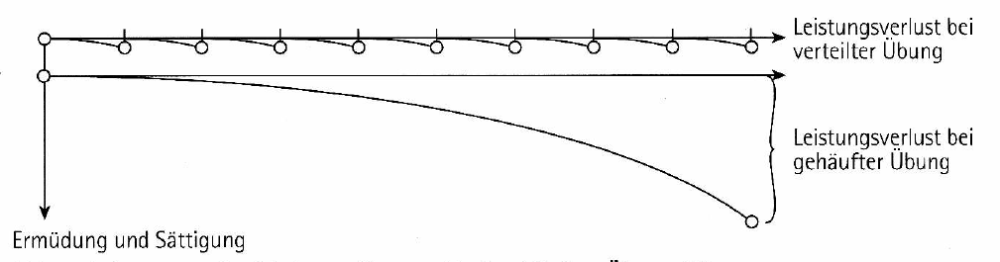 Leistungsverlust bei
verteilter Übung
Leistungsverlust bei
gehäufter Übung
Ermüdung und Sättigung